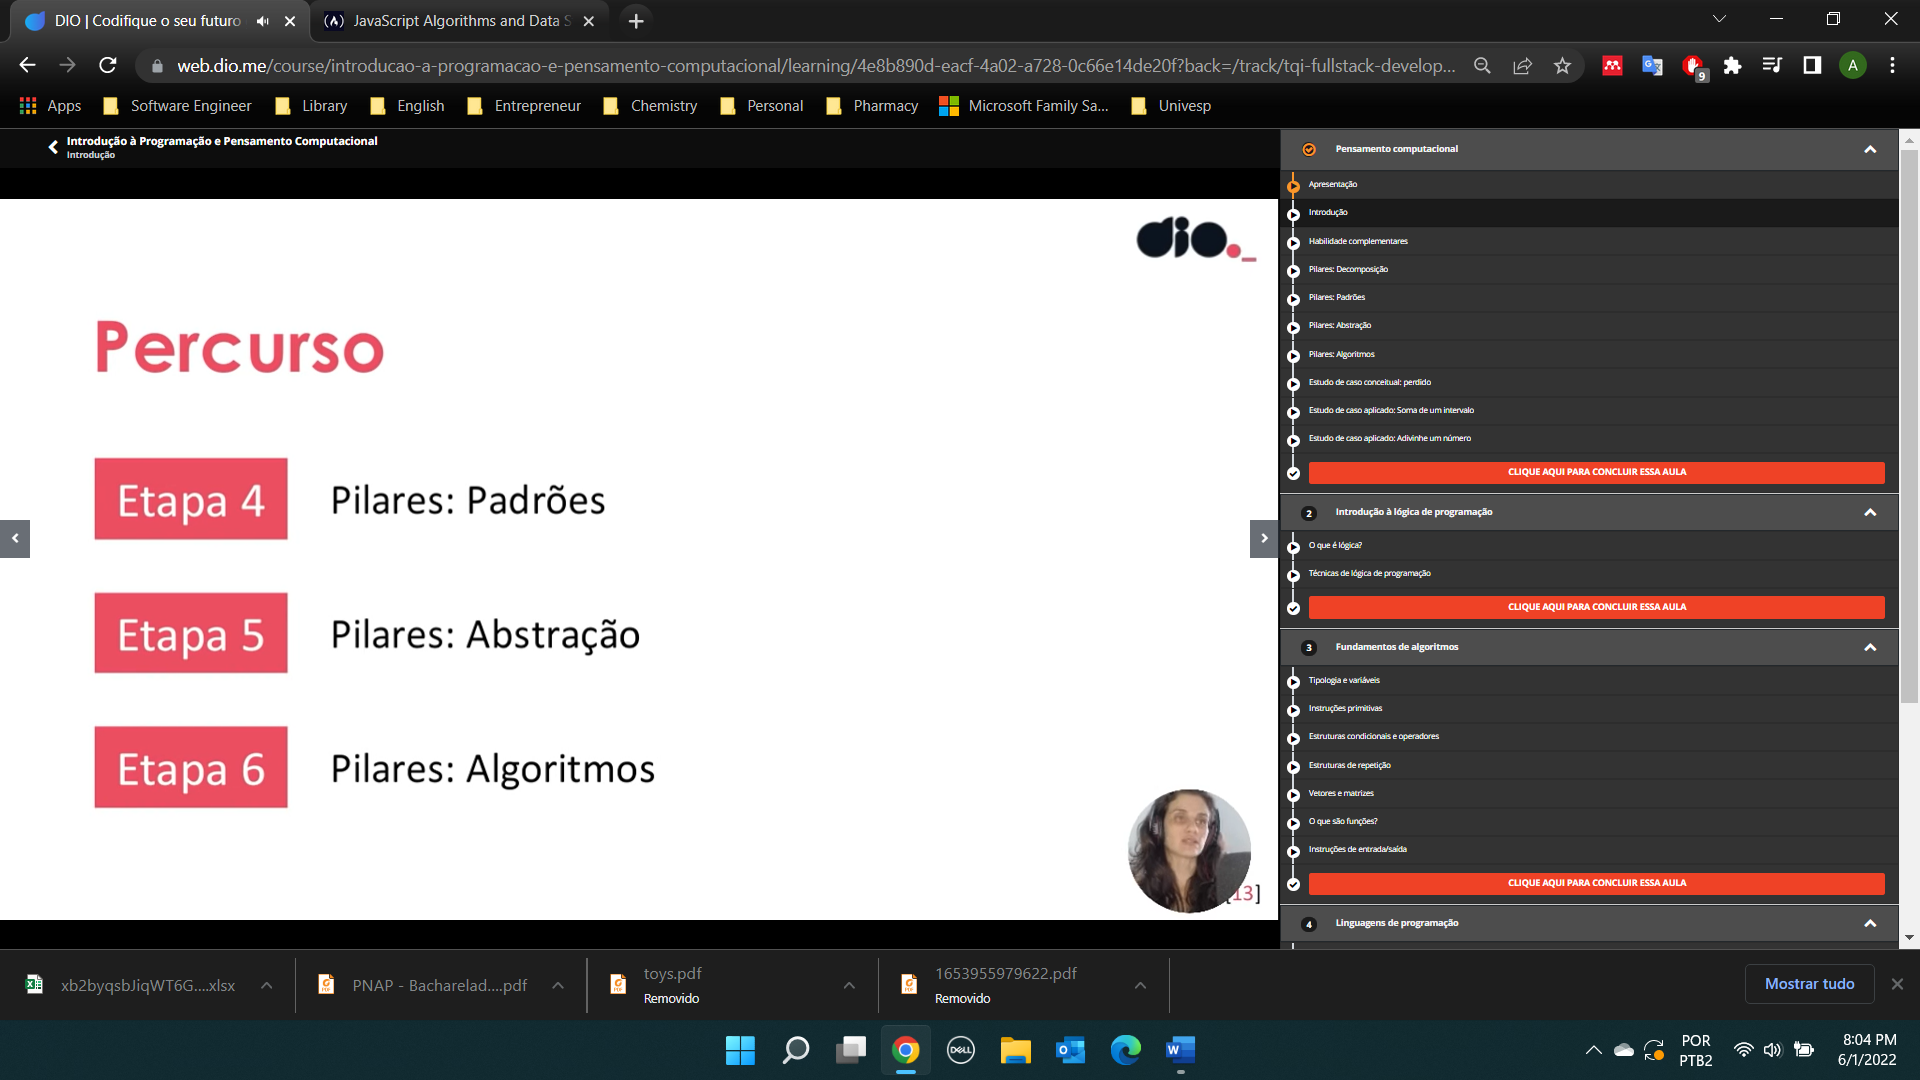 DIO | Codifique o seu futuro
JavaScript Algorithms and Data S
web.dio.me/course/introducao-a-programacao-e-pensamento-computacional/learning/4e8b890d-eacf-4a02-a728-0c66e14de20f?back=/track/tqi-fullstack-develop...
9
A
Apps
Software Engineer
Library
English
Entrepreneur
Chemistry
Personal
Pharmacy
Microsoft Family Sa...
Univesp
Introdução à Programação e Pensamento Computacional
Introdução
dio._
Percurso
Etapa 4 Pilares: Padrões
Etapa 5 Pilares: Abstração
Etapa 6 Pilares: Algoritmos
[13]
Pensamento computacional
Apresentação
Introdução
Habilidade complementares
Pilares: Decomposição
Pilares: Padrões
Pilares: Abstração
Pilares: Algoritmos
Estudo de caso conceitual: perdido
Estudo de caso aplicado: Soma de um intervalo
Estudo de caso aplicado: Adivinhe um número
CLIQUE AQUI PARA CONCLUIR ESSA AULA
2 Introdução à lógica de programação
O que é lógica?
Técnicas de lógica de programação
CLIQUE AQUI PARA CONCLUIR ESSA AULA
3 Fundamentos de algoritmos
Tipologia e variáveis
Instruções primitivas
Estruturas condicionais e operadores
Estruturas de repetição
Vetores e matrizes
O que são funções?
Instruções de entrada/saída
CLIQUE AQUI PARA CONCLUIR ESSA AULA
4 Linguagens de programação
xb2byqsbJiqWT6G....xlsx
PNAP - Bacharelad....pdf
toys.pdf
Removido
1653955979622.pdf
Removido
Mostrar tudo
DELL
POR
PTB2
8:04 PM
6/1/2022